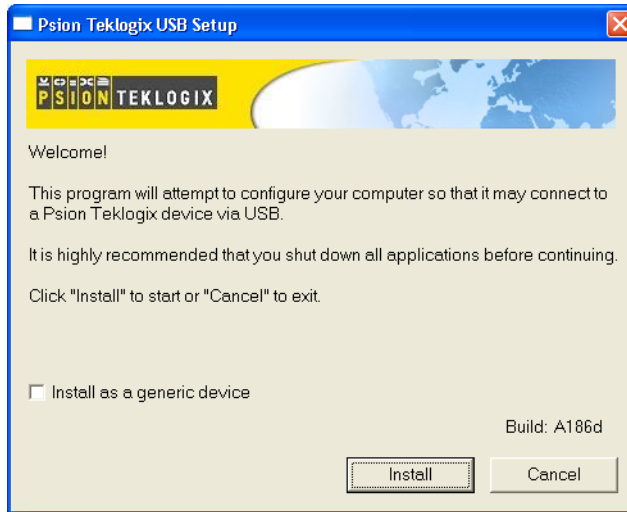 Psion Teklogix USB Setup
PSION TEKLOGIX
Welcome!
This program will attempt to configure your computer so that it may connect to
a Psion Teklogix device via USB.
It is highly recommended that you shut down all applications before continuing.
Click "Install" to start or "Cancel" to exit.
Install as a generic device
Build: A186d
Install
Cancel